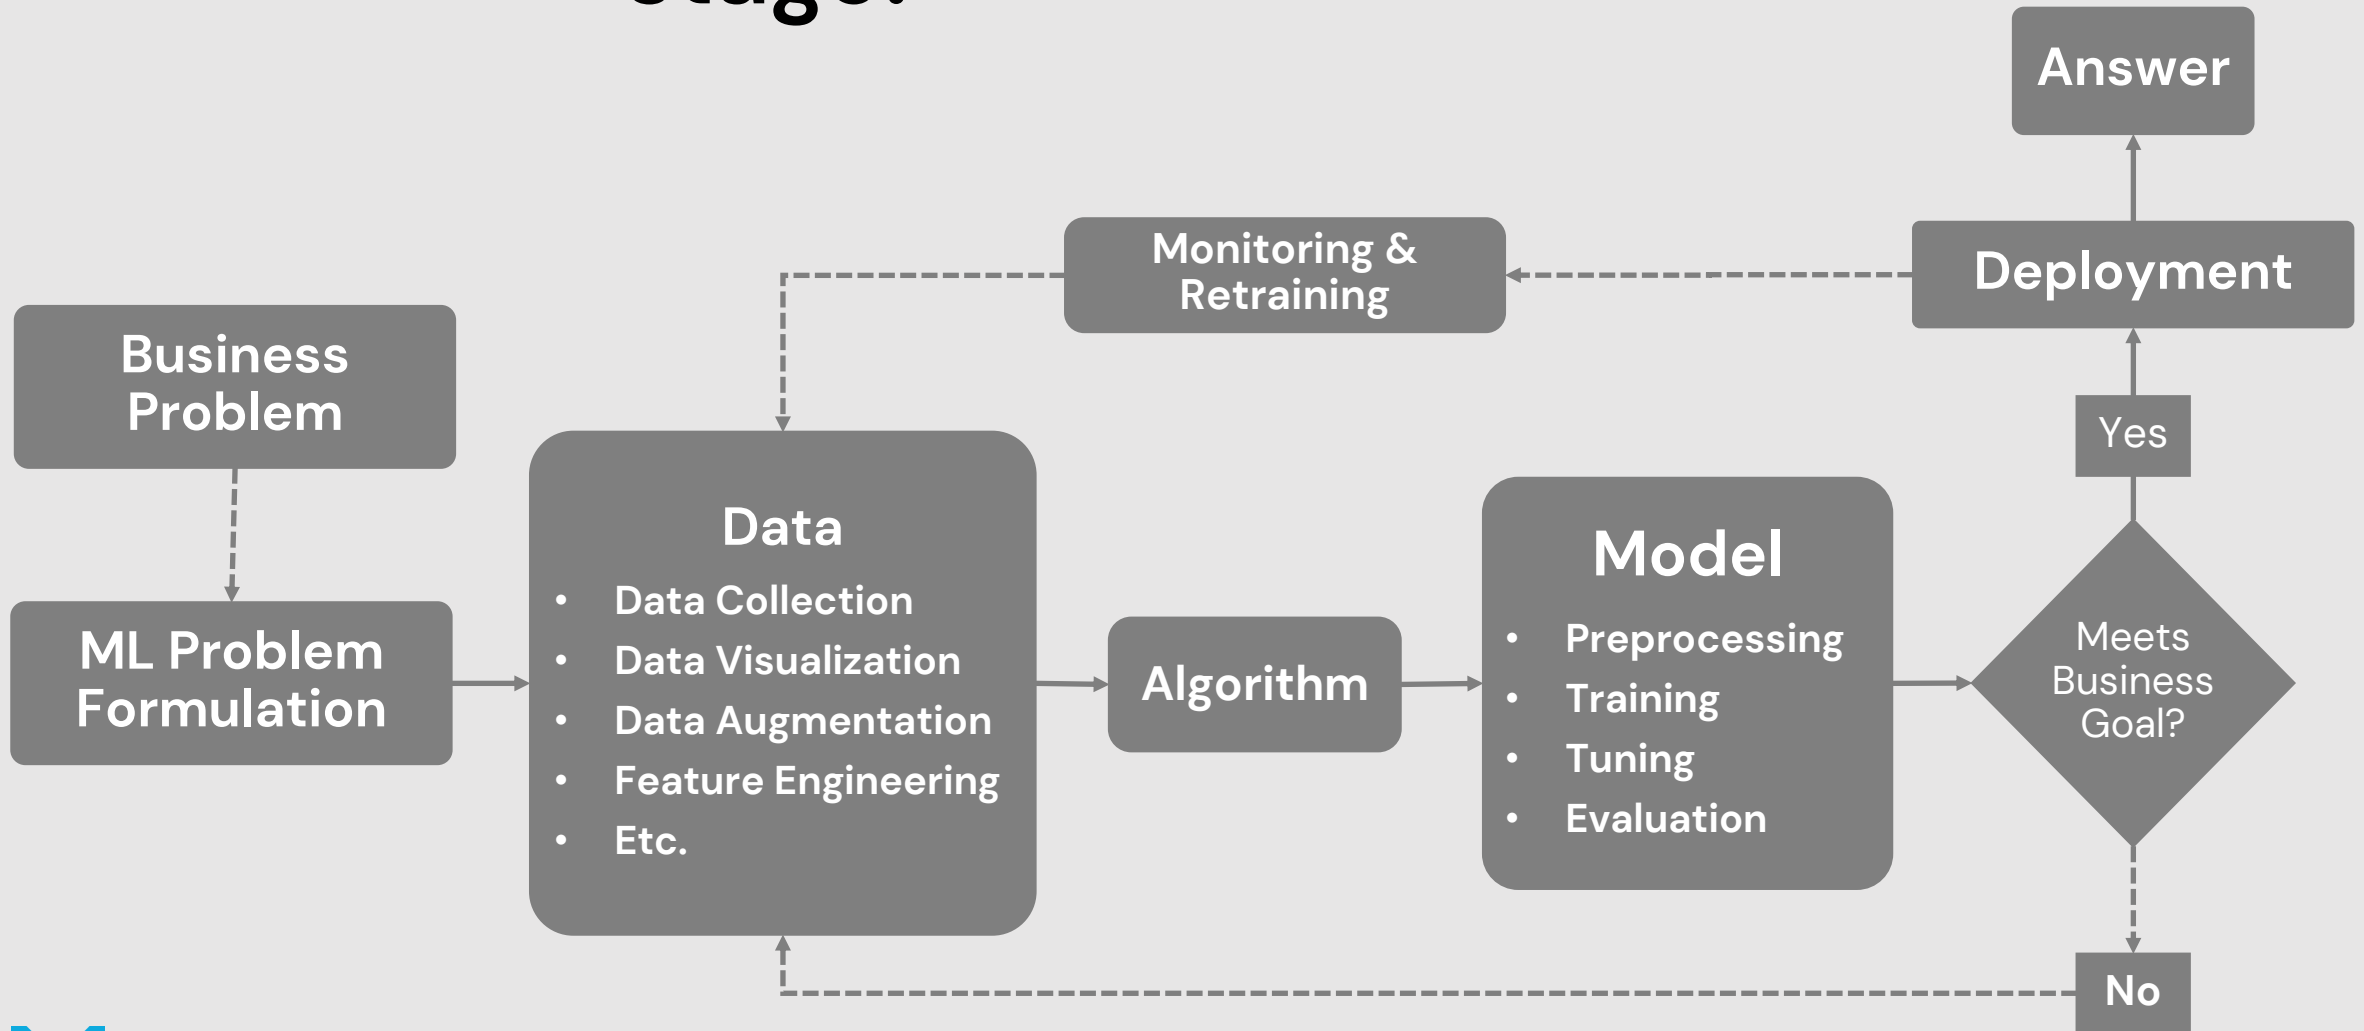 Answer
Monitoring &
Retraining
Deployment
Business
Problem
Yes
Data
• Data Collection
• Data Visualization
• Data Augmentation
• Feature Engineering
• Etc.
Model
• Preprocessing
• Training
• Tuning
• Evaluation
ML Problem
Formulation
Algorithm
Meets
Business
Goal?
No